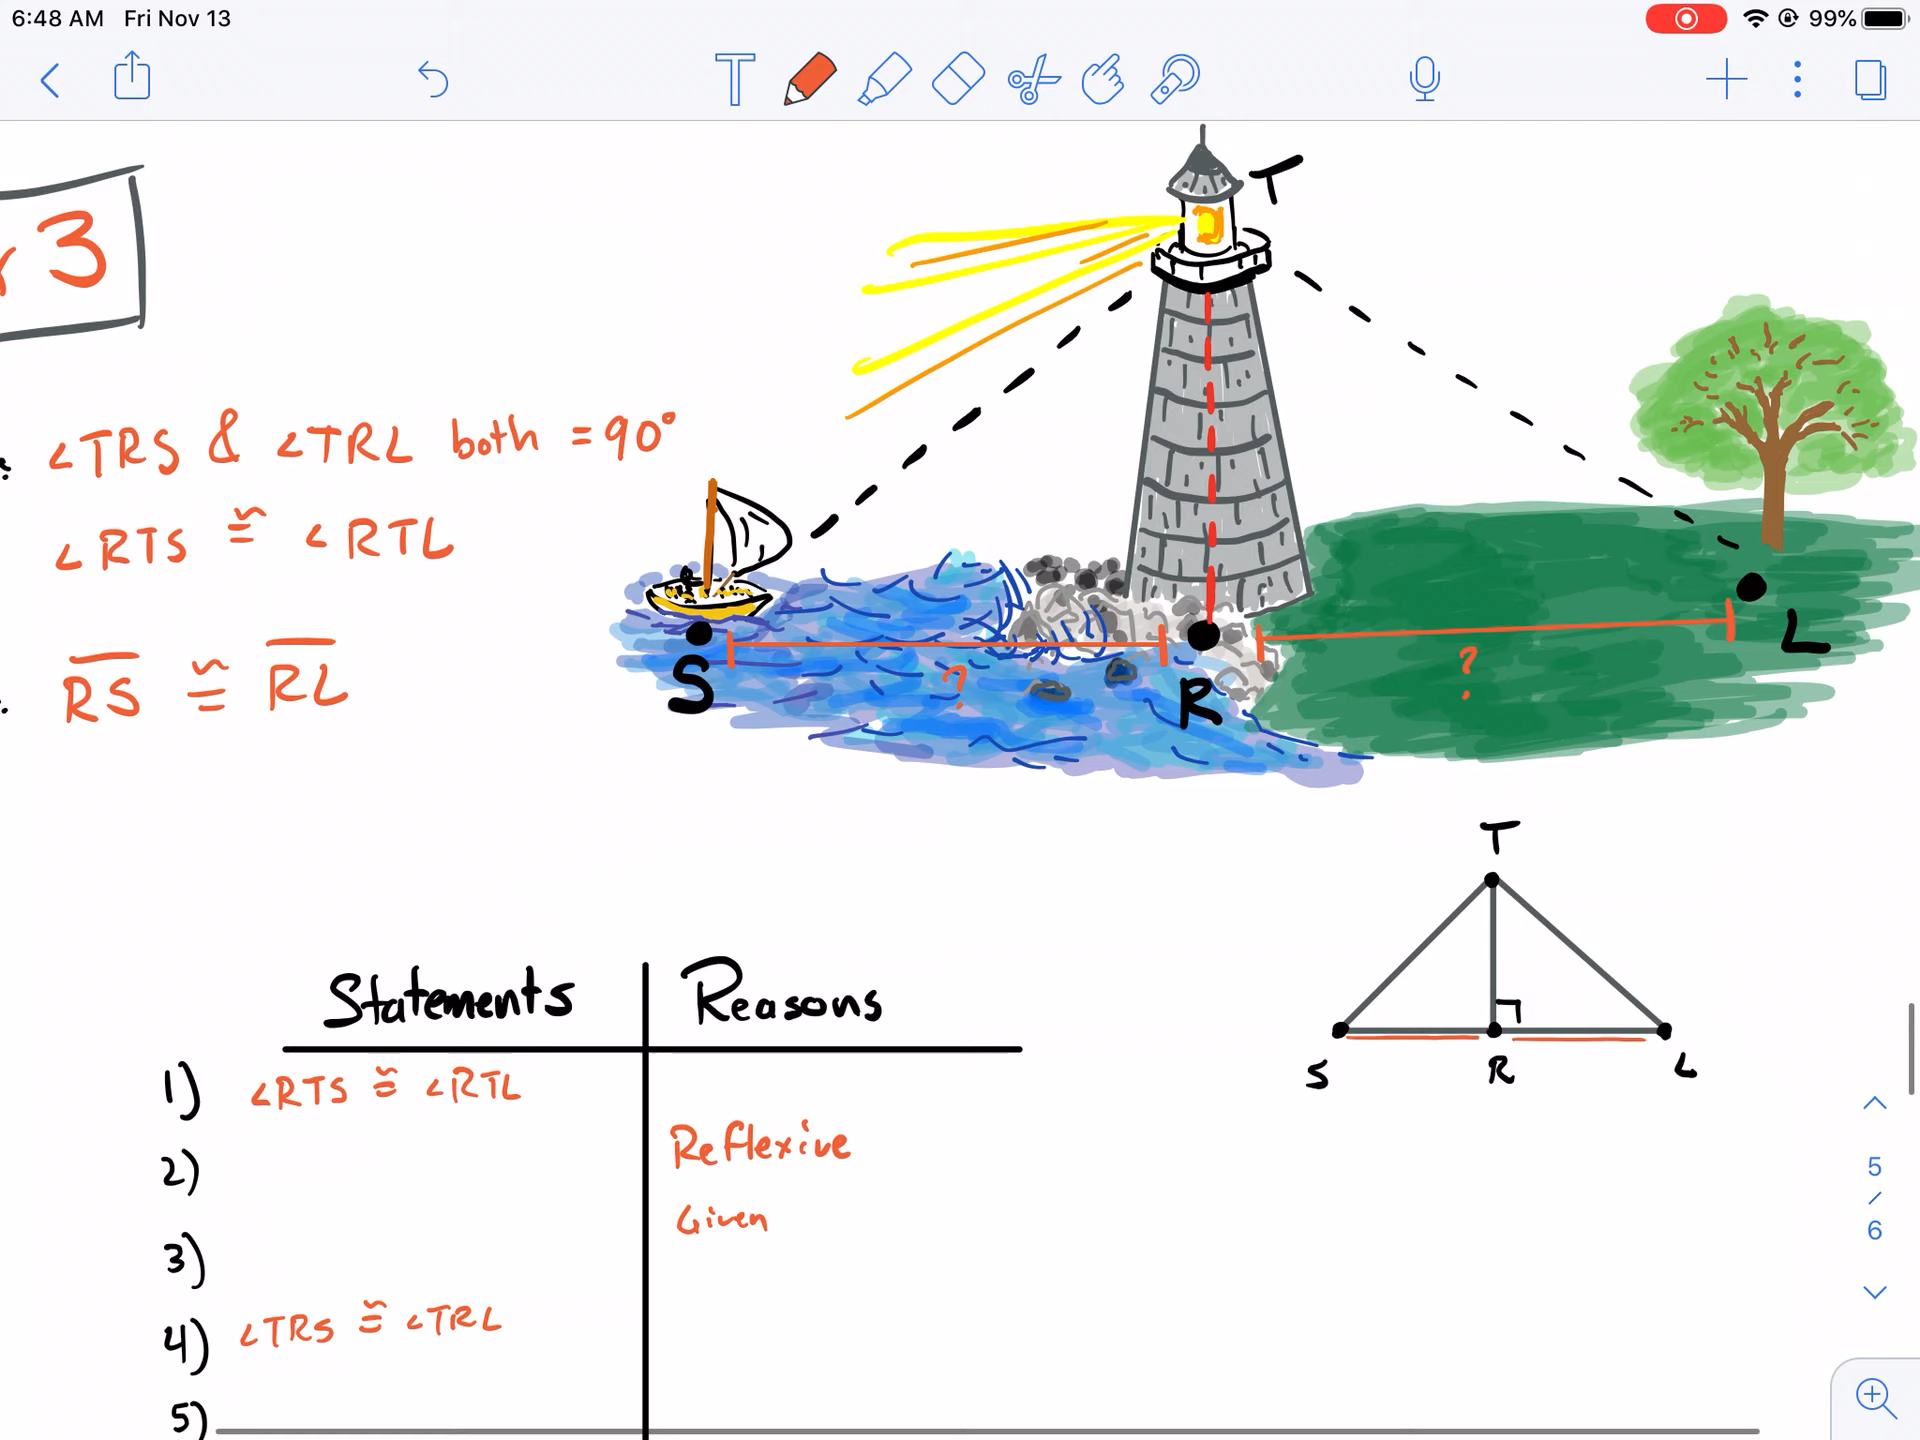 6:48 AM Fri Nov 13
99%
T
3
∠TRS & ∠TRL both = 90°
∠RTS ≅ ∠RTL
RS ≅ RL
S
?
R
?
L
T
S
R
L
Statements
Reasons
1) ∠RTS ≅ ∠RTL
2)
Reflexive
3)
Given
4) ∠TRS ≅ ∠TRL
5)
5
/
6